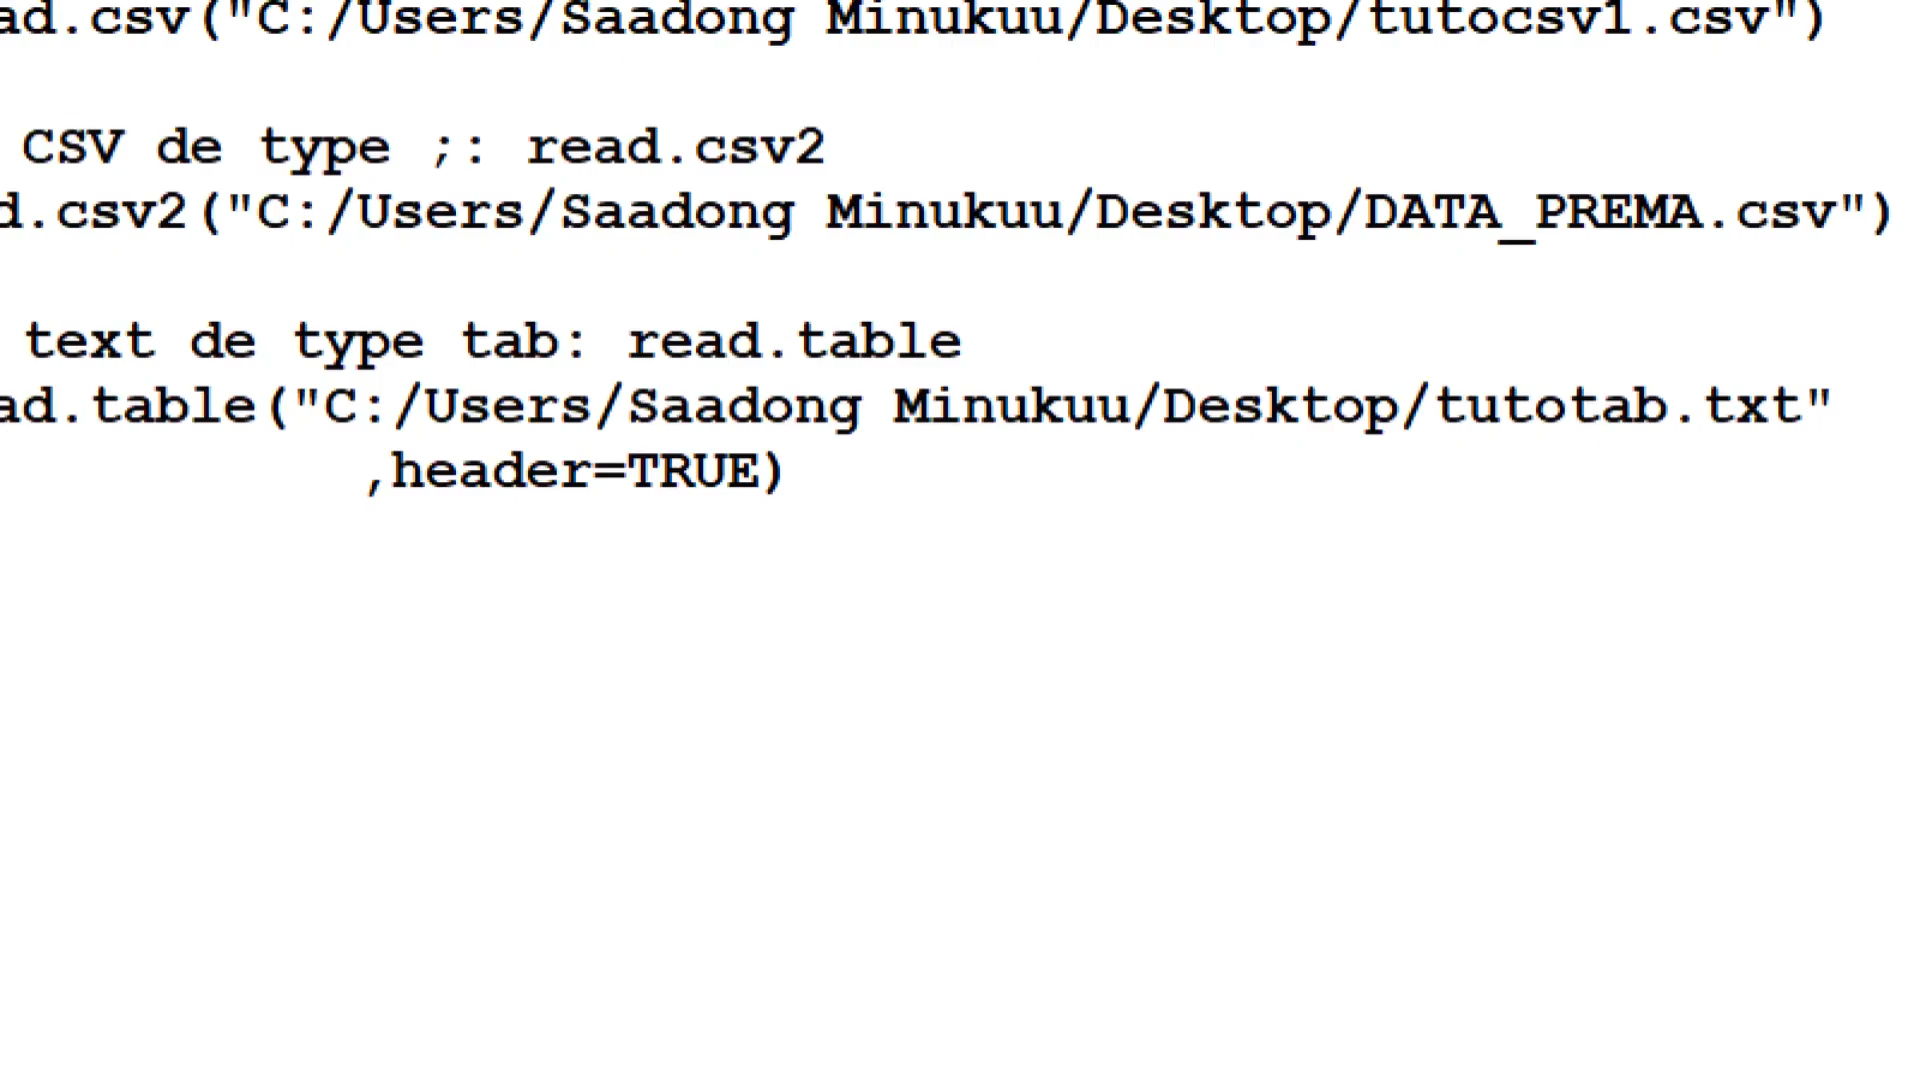 ad.csv("C:/Users/Saadong Minukuu/Desktop/tutocsv1.csv")
CSV de type ;: read.csv2
d.csv2("C:/Users/Saadong Minukuu/Desktop/DATA_PREMA.csv")
text de type tab: read.table
ad.table("C:/Users/Saadong Minukuu/Desktop/tutotab.txt"
,header=TRUE)